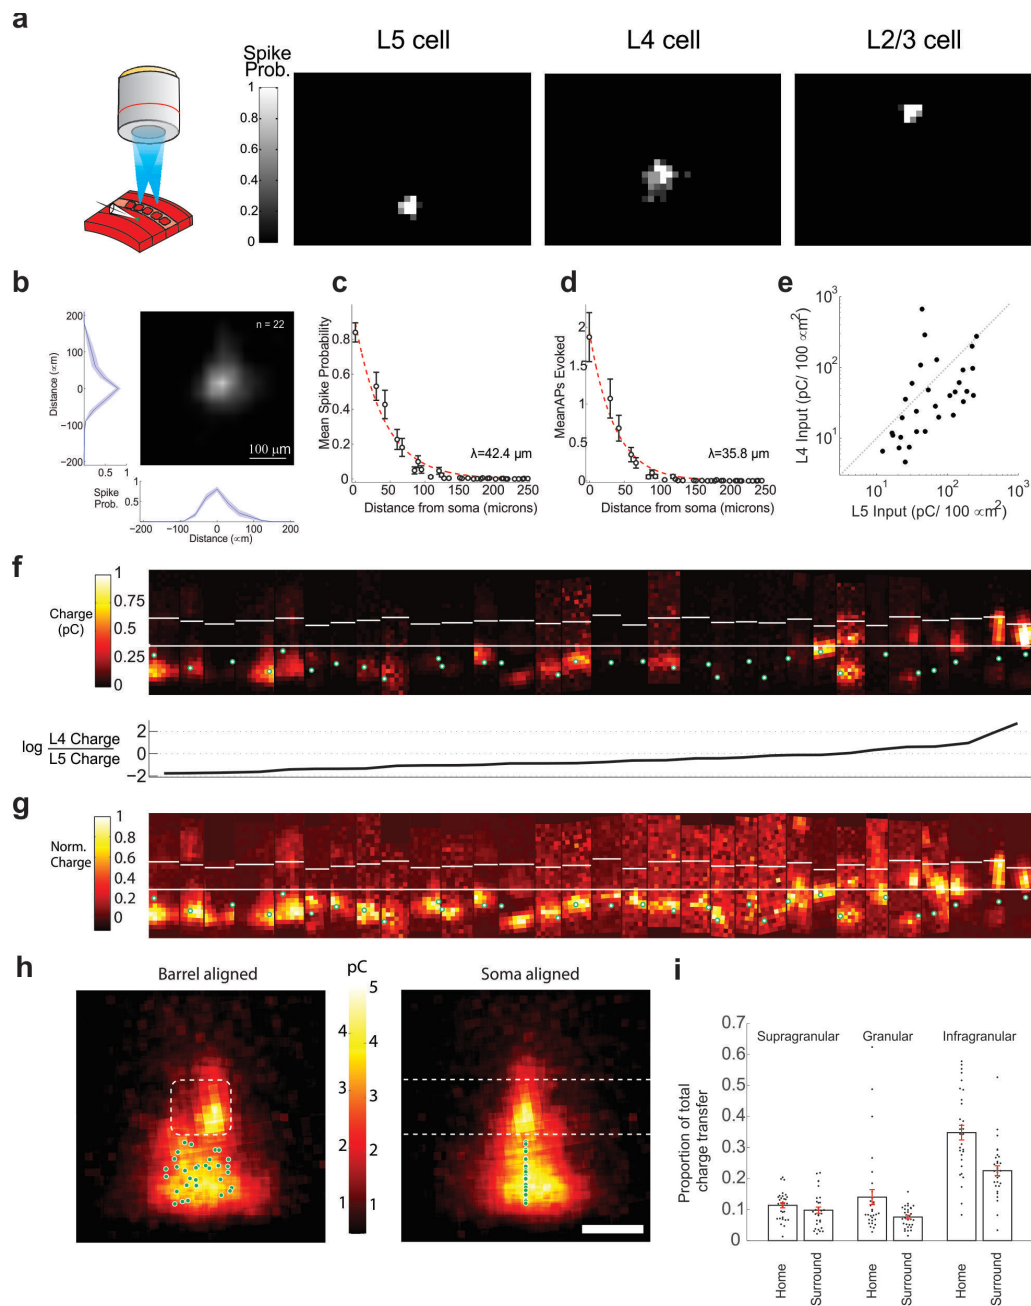 a
Spike
Prob.
L5 cell
L4 cell
L2/3 cell
1
0.8
0.6
0.4
0.2
0
b
c
d
e
200
100
0
−100
−200
Distance (∝m)
n = 22
100 µm
0.5 1
Spike
Prob.
1
0.5
0
−200 −100 0 100 200
Distance (∝m)
Mean Spike Probability
0.8
0.6
0.4
0.2
0
λ=42.4 µm
0 50 100 150 200 250
Distance from soma (microns)
MeanAPs Evoked
2
1.5
1
0.5
0
λ=35.8 µm
0 50 100 150 200 250
Distance from soma (microns)
L4 Input (pC/ 100 ∝m²)
10³
10²
10¹
10¹ 10² 10³
L5 Input (pC/ 100 ∝m²)
f
Charge
(pC)
1
0.75
0.5
0.25
0
log L4 Charge
L5 Charge
2
0
−2
g
Norm.
Charge
1
0.8
0.6
0.4
0.2
0
h
Barrel aligned
pC
5
4
3
2
1
Soma aligned
i
Proportion of total
charge transfer
0.7
0.6
0.5
0.4
0.3
0.2
0.1
0
Supragranular Granular Infragranular
Home Surround Home Surround Home Surround